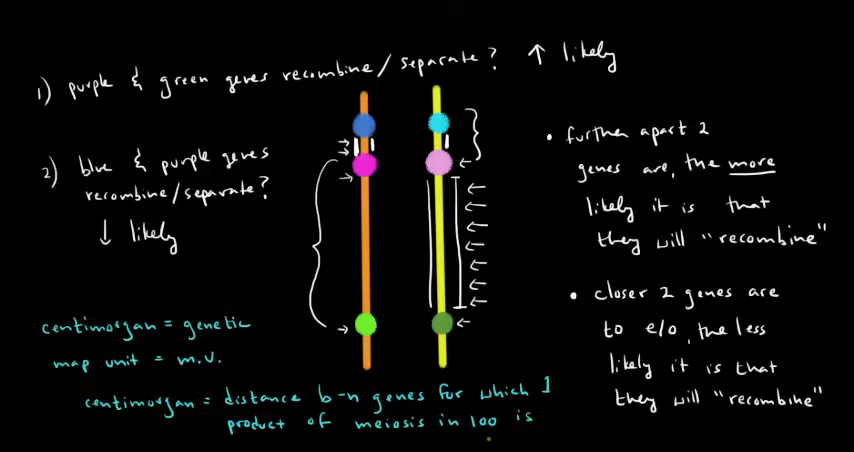 1) purple & green genes recombine/separate? ↑ likely
2) blue & purple genes
recombine/separate?
↓ likely
• further apart 2
genes are, the more
likely it is that
they will "recombine"
• closer 2 genes are
to e/o, the less
likely it is that
they will "recombine"
centimorgan = genetic
map unit = m.u.
centimorgan = distance b-n genes for which 1
product of meiosis in 100 is